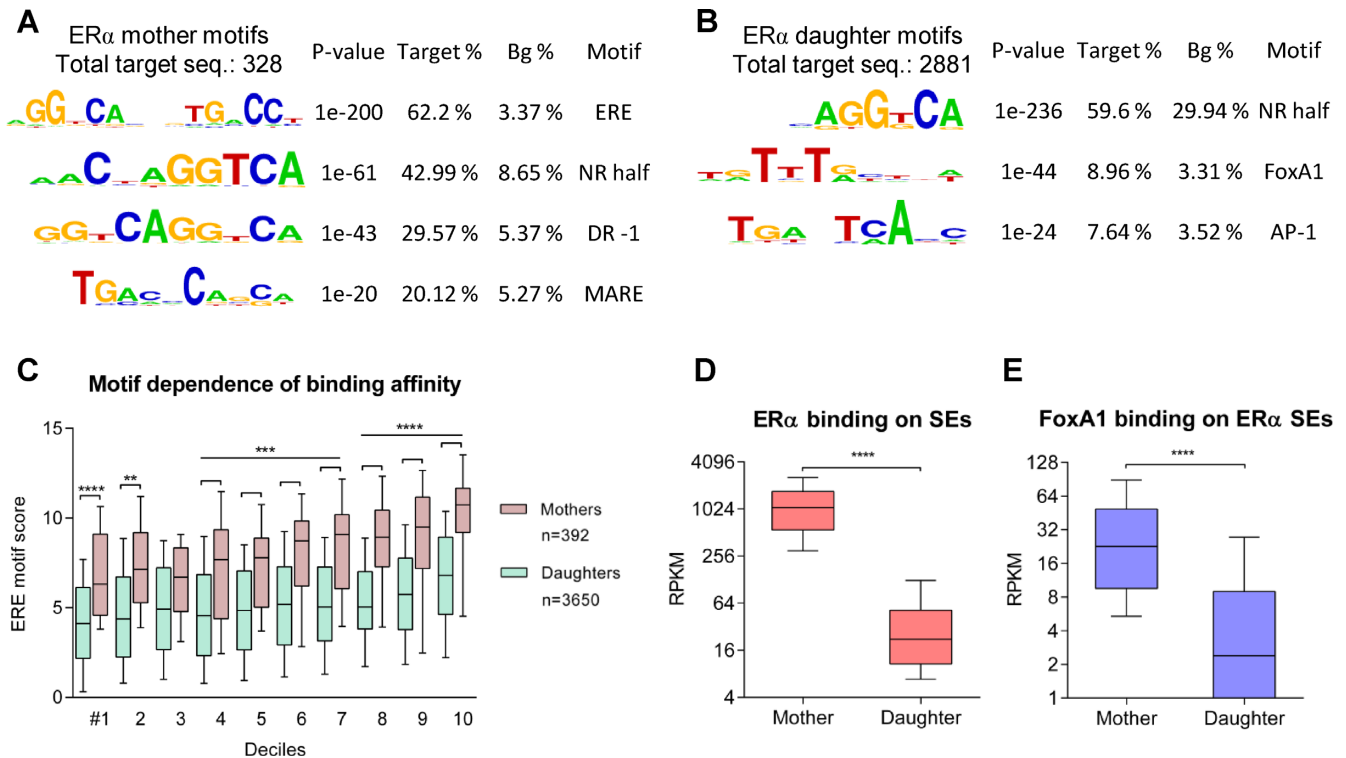 A
ERα mother motifs
Total target seq.: 328
P-value Target % Bg % Motif
AGGTCA TGACCT 1e-200 62.2 % 3.37 % ERE
AACTAGGTCA 1e-61 42.99 % 8.65 % NR half
GGTCAGGTCA 1e-43 29.57 % 5.37 % DR -1
1e-20 20.12 % 5.27 % MARE
B
ERα daughter motifs
Total target seq.: 2881
P-value Target % Bg % Motif
CAGGTCA 1e-236 59.6 % 29.94 % NR half
1e-44 8.96 % 3.31 % FoxA1
1e-24 7.64 % 3.52 % AP-1
C
Motif dependence of binding affinity
ERE motif score
15
10
5
0
**** ** *** ****
#1 2 3 4 5 6 7 8 9 10
Deciles
Mothers
n=392
Daughters
n=3650
D
ERα binding on SEs
****
RPKM
4096
1024
256
64
16
4
Mother Daughter
E
FoxA1 binding on ERα SEs
****
RPKM
128
64
32
16
8
4
2
1
Mother Daughter